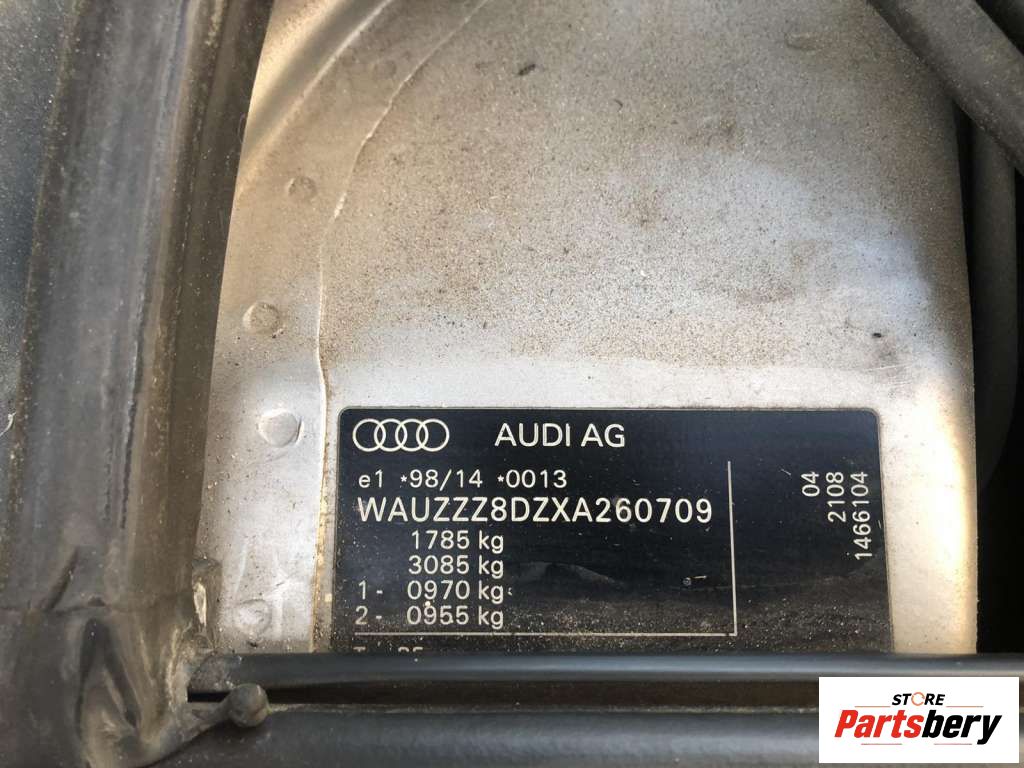 AUDI AG
e1 *98/14 *0013
WAUZZZ8DZXA260709
1785 kg
3085 kg
1- 0970 kg
2- 0955 kg
04
2108
1466104
STORE
Partsbery